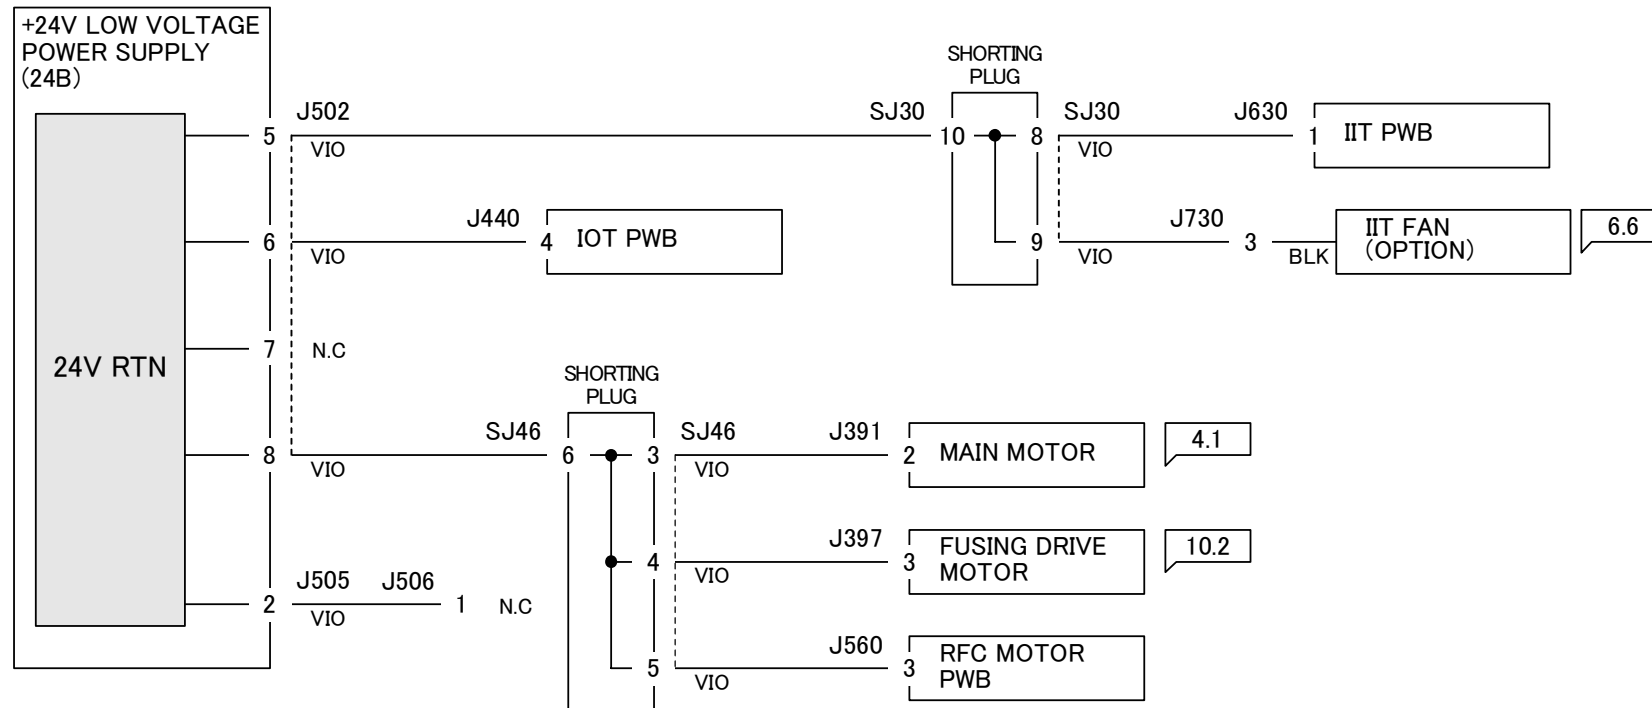 +24V LOW VOLTAGE
POWER SUPPLY
(24B)
24V RTN
5 J502
VIO
SJ30
SHORTING
PLUG
10 8
SJ30
VIO
J630
1 IIT PWB
6
VIO
J440
4 IOT PWB
9
VIO
J730
3
BLK
IIT FAN
(OPTION)
6.6
7 N.C
8
VIO
SJ46
SHORTING
PLUG
6 3
SJ46
VIO
J391
2 MAIN MOTOR
4.1
4
VIO
J397
3 FUSING DRIVE
MOTOR
10.2
2 J505
VIO
J506
1 N.C
5
VIO
J560
3 RFC MOTOR
PWB